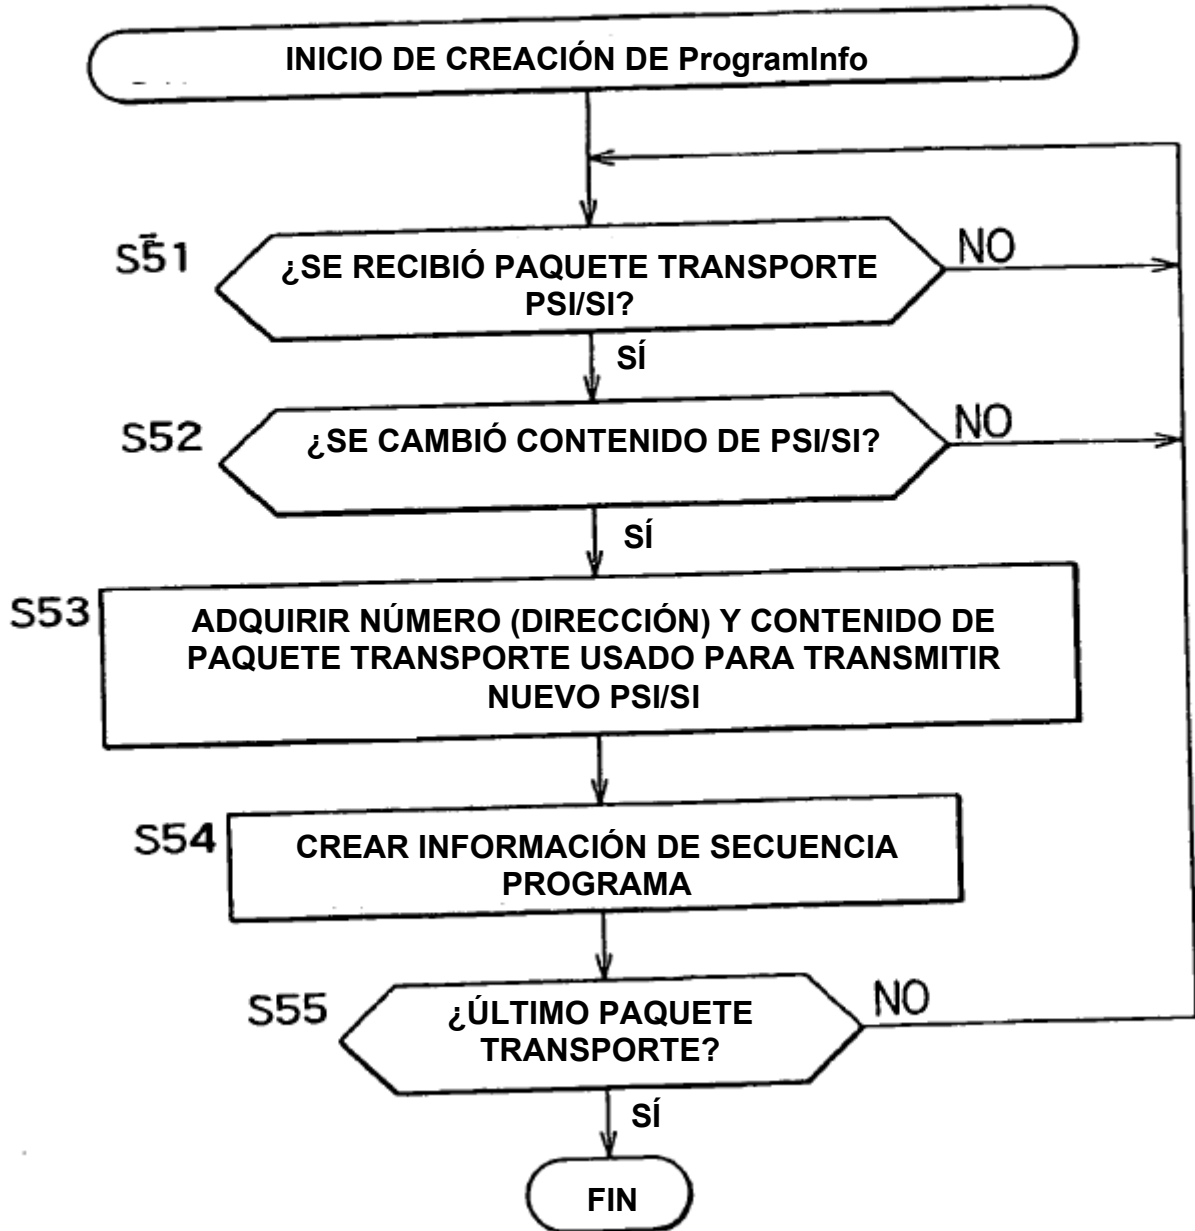 INICIO DE CREACIÓN DE ProgramInfo
S51
¿SE RECIBIÓ PAQUETE TRANSPORTE
PSI/SI?
NO
SÍ
S52
¿SE CAMBIÓ CONTENIDO DE PSI/SI?
NO
SÍ
S53
ADQUIRIR NÚMERO (DIRECCIÓN) Y CONTENIDO DE
PAQUETE TRANSPORTE USADO PARA TRANSMITIR
NUEVO PSI/SI
S54
CREAR INFORMACIÓN DE SECUENCIA
PROGRAMA
S55
¿ÚLTIMO PAQUETE
TRANSPORTE?
NO
SÍ
FIN